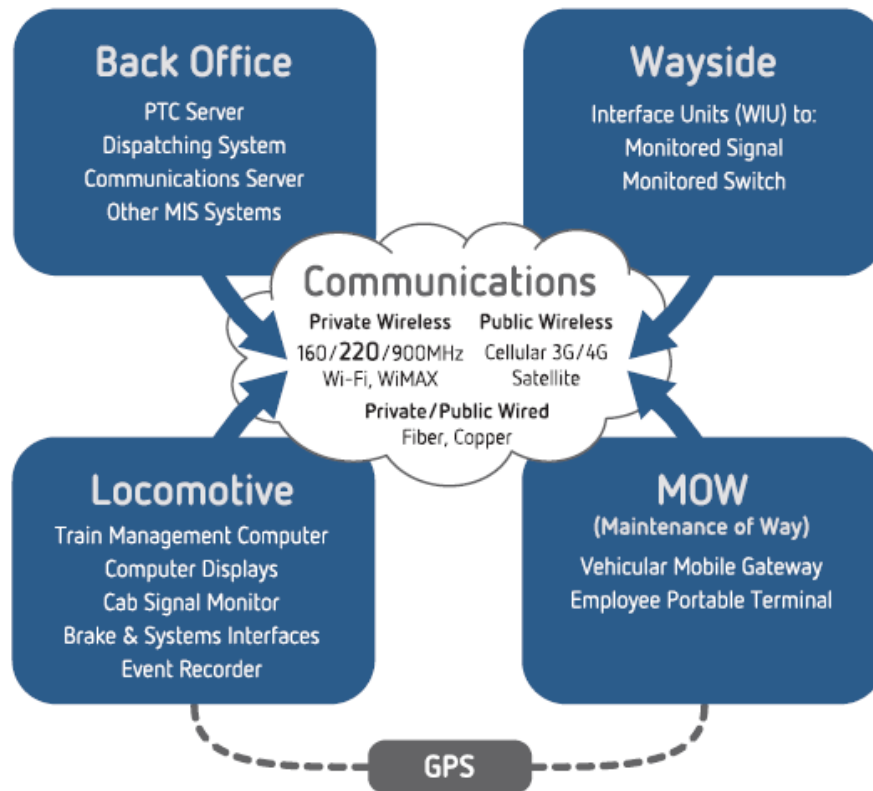 Back Office
PTC Server
Dispatching System
Communications Server
Other MIS Systems
Wayside
Interface Units (WIU) to:
Monitored Signal
Monitored Switch
Communications
Private Wireless
160/220/900MHz
Wi-Fi, WiMAX
Public Wireless
Cellular 3G/4G
Satellite
Private/Public Wired
Fiber, Copper
Locomotive
Train Management Computer
Computer Displays
Cab Signal Monitor
Brake & Systems Interfaces
Event Recorder
MOW
(Maintenance of Way)
Vehicular Mobile Gateway
Employee Portable Terminal
GPS